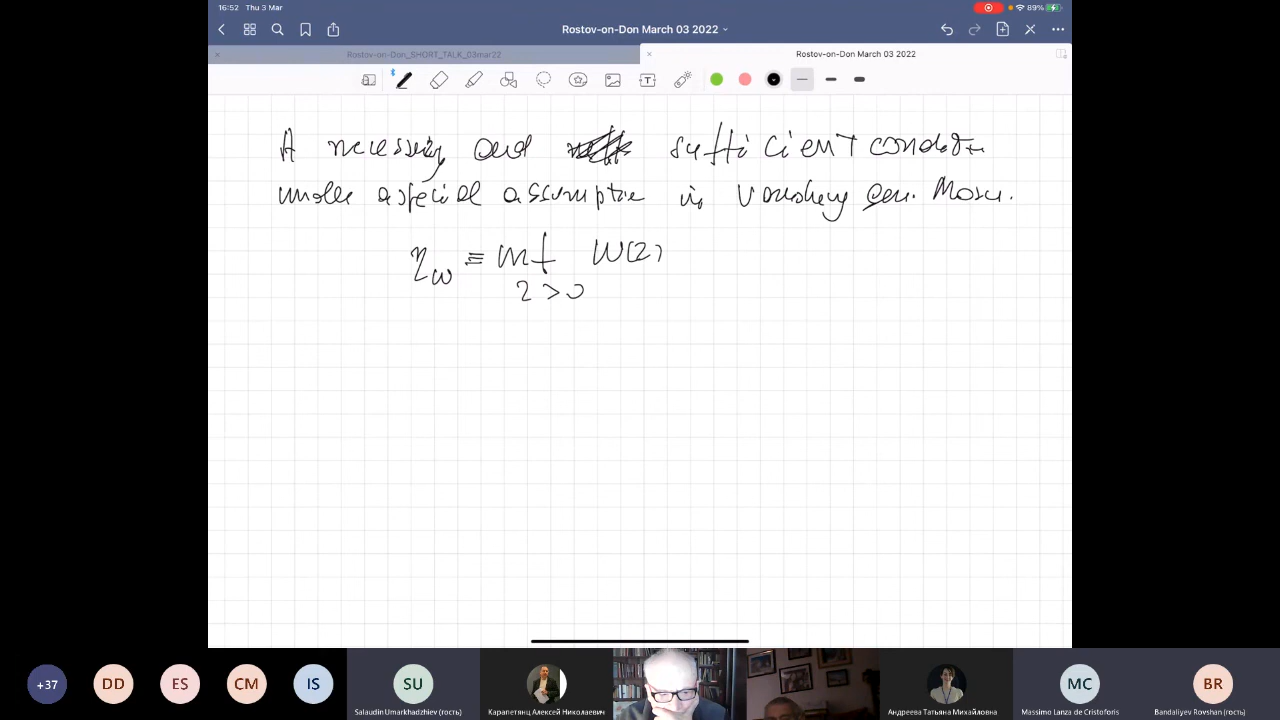 16:52 Thu 3 Mar
89%
Rostov-on-Don March 03 2022
Rostov-on-Don_SHORT_TALK_03mar22
Rostov-on-Don March 03 2022
A necessary and sufficient condition
under a special assumption is vanishing gen. Mor.
η_w ≡ inf w(r)
r > 0
+37
DD
ES
CM
IS
SU
MC
BR
Salaudin Umarkhadzhiev (гость)
Карапетянц Алексей Николаевич
Андреева Татьяна Михайловна
Massimo Lanza de Cristoforis
Bandaliyev Rovshan (гость)